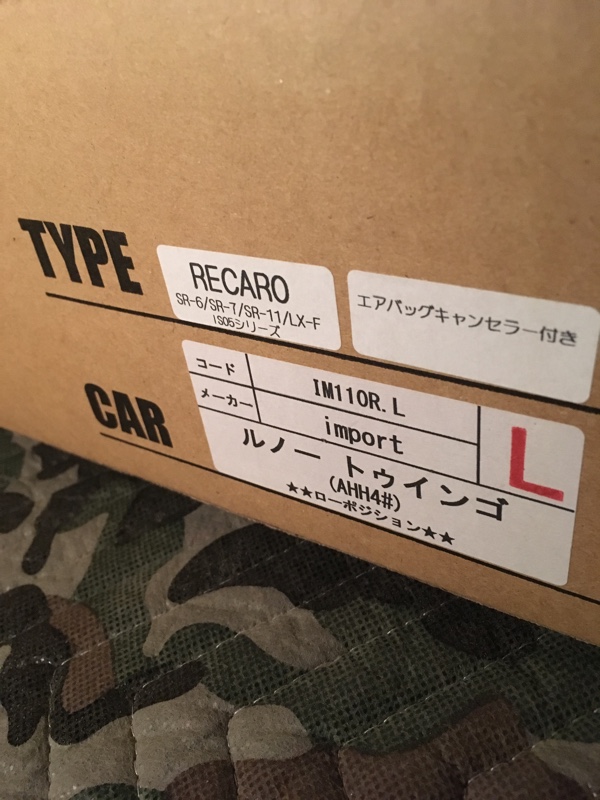 TYPE
RECARO
SR-6/SR-7/SR-11/LX-F
IS05シリーズ
エアバッグキャンセラー付き
CAR
コード IM110R.L
メーカー import
L
ルノー トゥインゴ
(AHH4#)
★★ローポジション★★